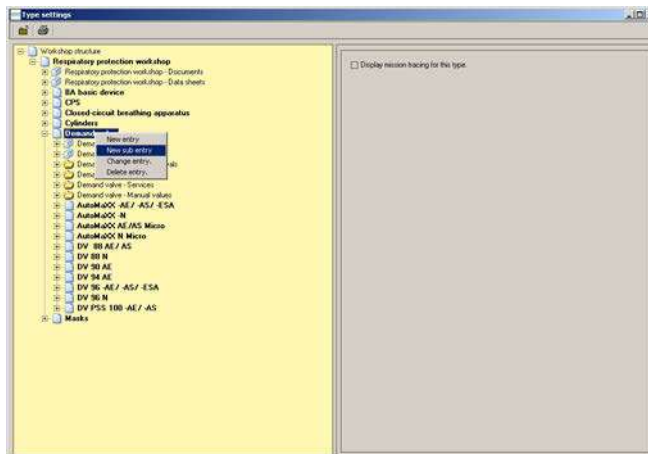 Type settings
Workshop structure
Respiratory protection workshop
Respiratory protection workshop - Documents
Respiratory protection workshop - Data sheets
BA basic device
CPS
Closed-circuit breathing apparatus
Cylinders
Demand
New entry
New sub entry
Change entry.
Delete entry.
Demand valve - Services
Demand valve - Manual values
AutoMaXX -AE/ -AS/ -ESA
AutoMaXX -N
AutoMaXX AE/AS Micro
AutoMaXX N Micro
DV 88 AE/ AS
DV 88 N
DV 90 AE
DV 94 AE
DV 96 -AE/ -AS/ -ESA
DV 96 N
DV PSS 100 -AE/ -AS
Masks
Display mission tracing for this type.